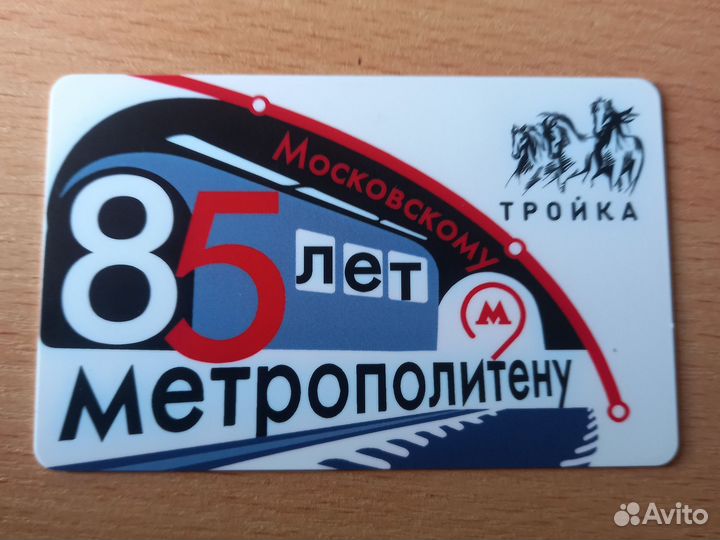 85 лет
Московскому
М
метрополитену
ТРОЙКА
Avito